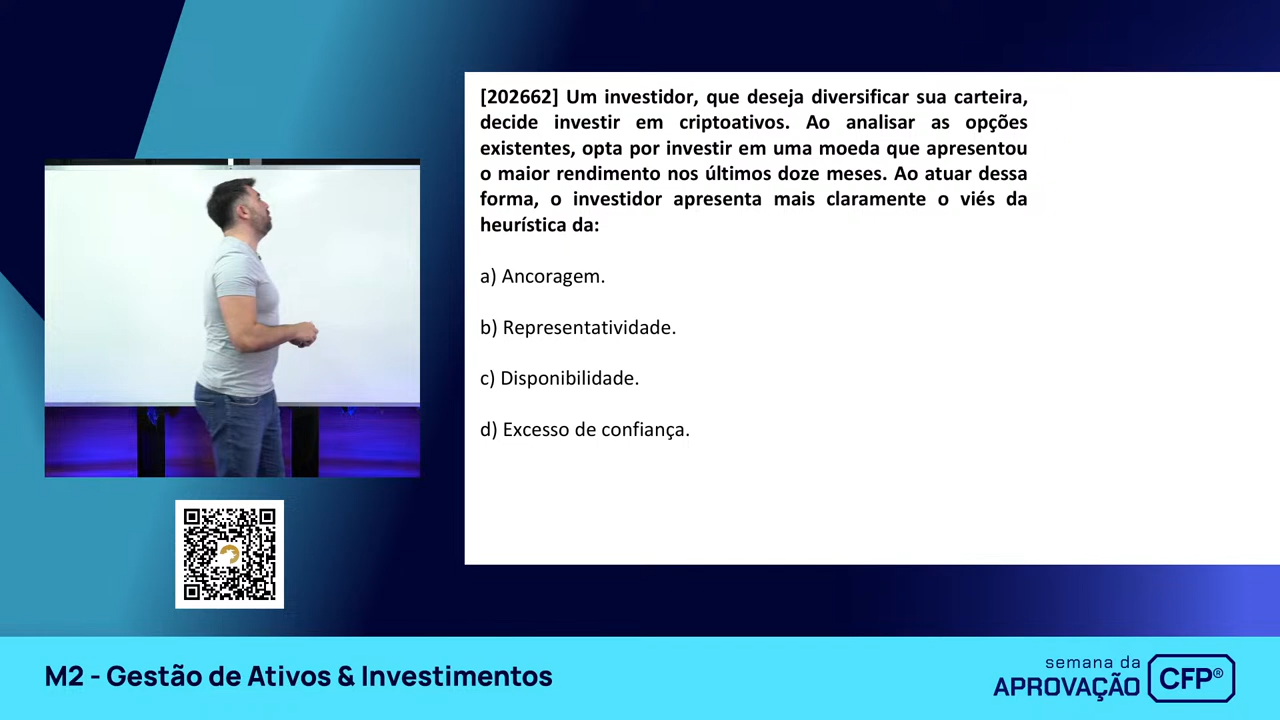 [202662] Um investidor, que deseja diversificar sua carteira,
decide investir em criptoativos. Ao analisar as opções
existentes, opta por investir em uma moeda que apresentou
o maior rendimento nos últimos doze meses. Ao atuar dessa
forma, o investidor apresenta mais claramente o viés da
heurística da:
a) Ancoragem.
b) Representatividade.
c) Disponibilidade.
d) Excesso de confiança.
M2 - Gestão de Ativos & Investimentos
semana da
APROVAÇÃO CFP®